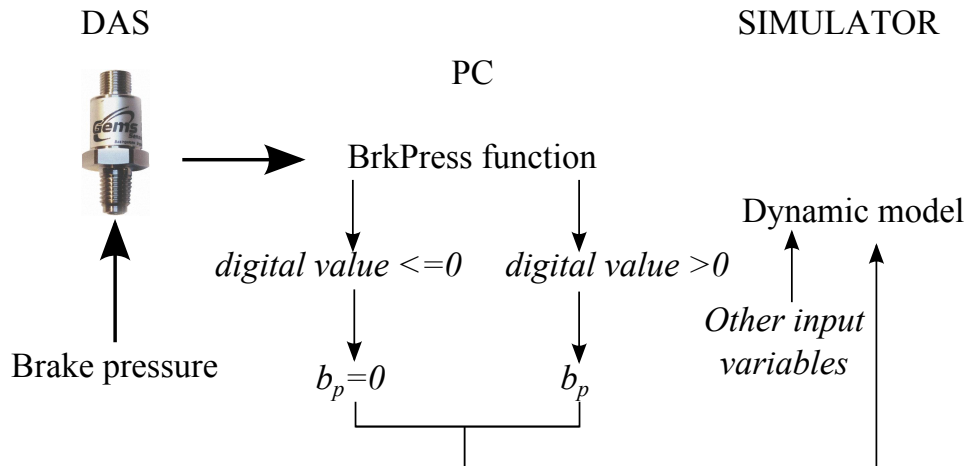 DAS
SIMULATOR
PC
Gems
BrkPress function
Dynamic model
digital value <=0
digital value >0
Other input
variables
Brake pressure
b_p=0
b_p